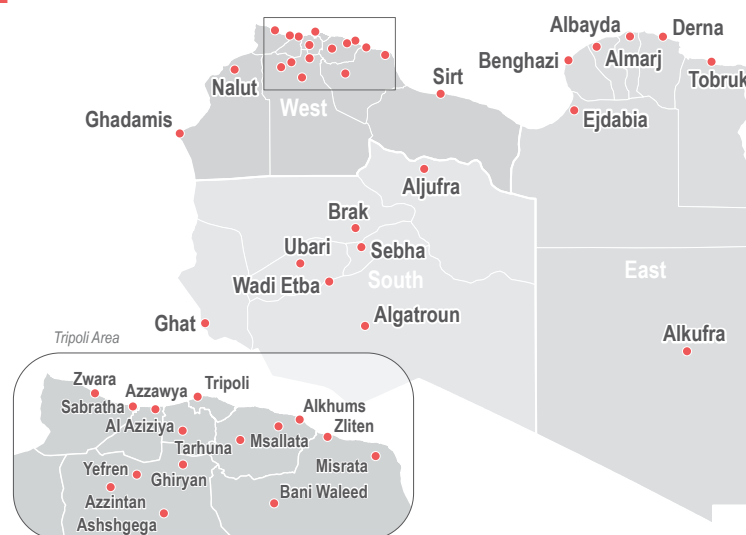 Albayda
Derna
Benghazi
Almarj
Tobruk
Nalut
Sirt
West
Ghadamis
Ejdabia
Aljufra
Brak
Ubari
Sebha
Wadi Etba
South
East
Ghat
Algatroun
Alkufra
Tripoli Area
Zwara
Azzawya
Tripoli
Sabratha
Alkhums
Al Aziziya
Zliten
Tarhuna
Msallata
Yefren
Ghiryan
Misrata
Azzintan
Bani Waleed
Ashshgega